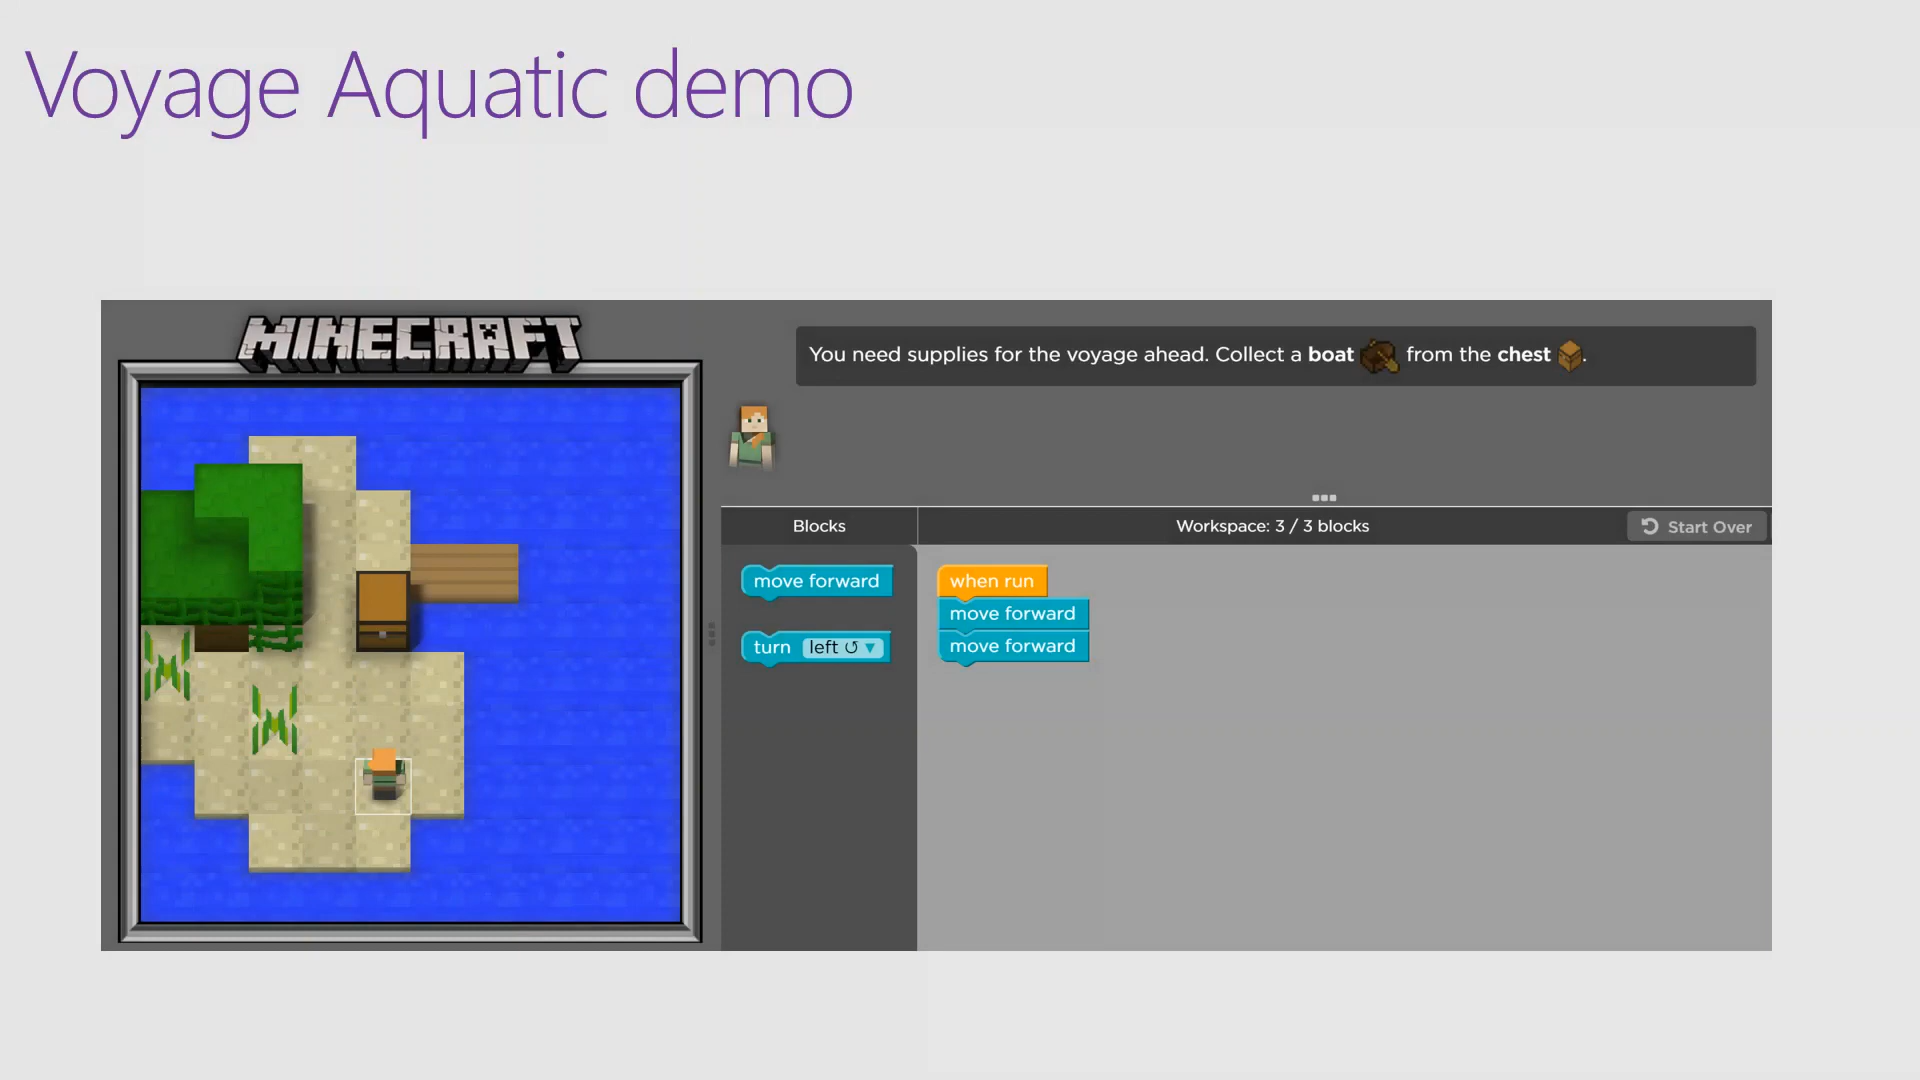 Voyage Aquatic demo
MINECRAFT
You need supplies for the voyage ahead. Collect a boat from the chest .
Blocks
Workspace: 3 / 3 blocks
Start Over
move forward
turn left ↺ ▼
when run
move forward
move forward